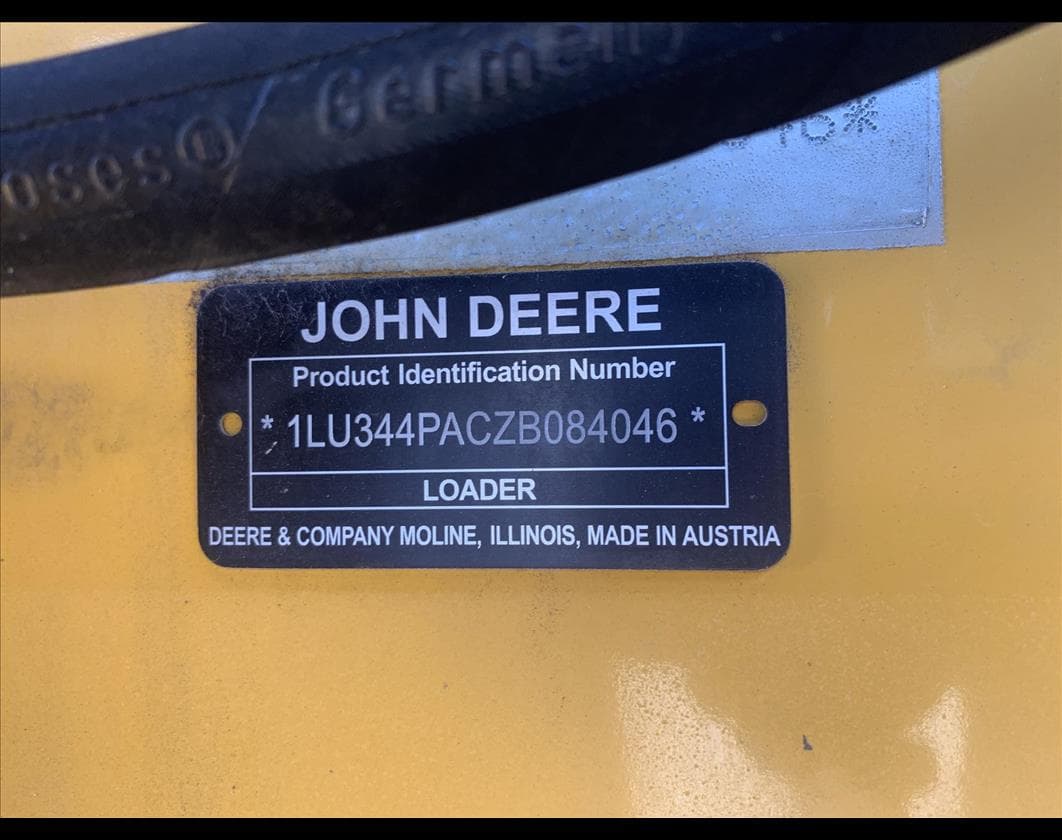 oses
Germany
JOHN DEERE
Product Identification Number
* 1LU344PACZB084046 *
LOADER
DEERE & COMPANY MOLINE, ILLINOIS, MADE IN AUSTRIA